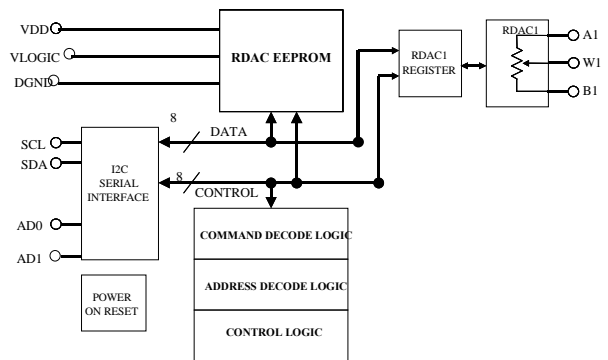 VDD
VLOGIC
DGND
RDAC EEPROM
RDAC1
REGISTER
RDAC1
A1
W1
B1
8
DATA
SCL
SDA
I2C
SERIAL
INTERFACE
8
CONTROL
AD0
AD1
COMMAND DECODE LOGIC
ADDRESS DECODE LOGIC
CONTROL LOGIC
POWER
ON RESET